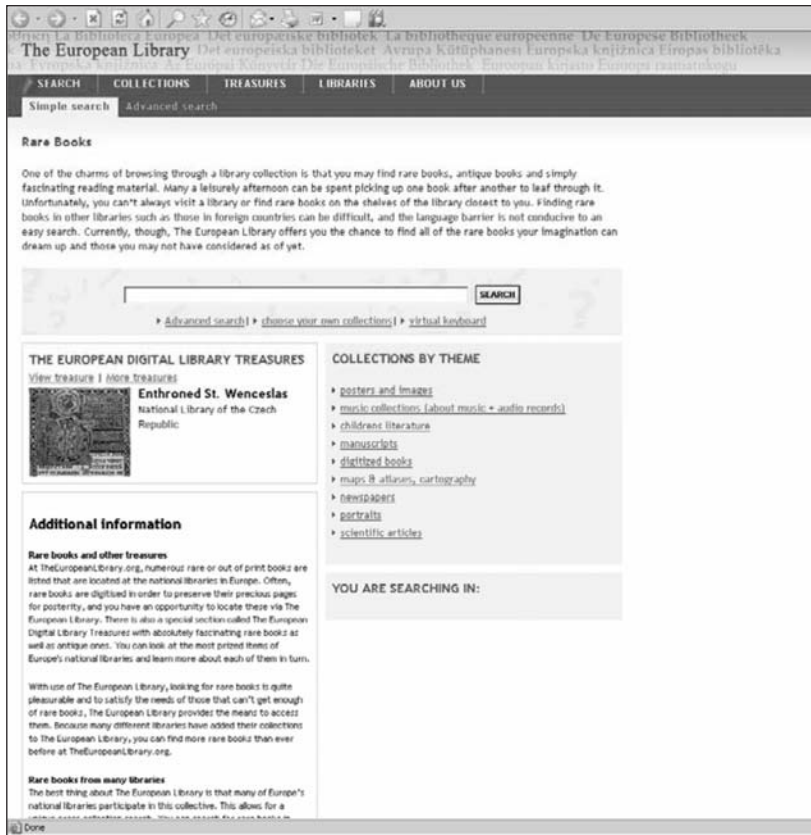 La Biblioteca Europea Det europæiske bibliotek La bibliothèque européenne De Europese Bibliotheek
The European Library Det europeiska biblioteket Avrupa Kütüphanesi Europska knjižnica Eiropas bibliotēka
Evropska knjižnica Az Európai Könyvtár Die Europäische Bibliothek Euroopan kirjasto Euroopa raamatukogu
SEARCH COLLECTIONS TREASURES LIBRARIES ABOUT US
Simple search Advanced search
Rare Books
One of the charms of browsing through a library collection is that you may find rare books, antique books and simply
fascinating reading material. Many a leisurely afternoon can be spent picking up one book after another to leaf through it.
Unfortunately, you can't always visit a library or find rare books on the shelves of the library closest to you. Finding rare
books in other libraries such as those in foreign countries can be difficult, and the language barrier is not conducive to an
easy search. Currently, though, The European Library offers you the chance to find all of the rare books your imagination can
dream up and those you may not have considered as of yet.
SEARCH
Advanced search | choose your own collections | virtual keyboard
THE EUROPEAN DIGITAL LIBRARY TREASURES
View treasure | More treasures
Enthroned St. Wenceslas
National Library of the Czech
Republic
Additional information
Rare books and other treasures
At TheEuropeanLibrary.org, numerous rare or out of print books are
listed that are located at the national libraries in Europe. Often,
rare books are digitised in order to preserve their precious pages
for posterity, and you have an opportunity to locate these via The
European Library. There is also a special section called The European
Digital Library Treasures with absolutely fascinating rare books as
well as antique ones. You can look at the most prized items of
Europe's national libraries and learn more about each of them in turn.
With use of The European Library, looking for rare books is quite
pleasurable and to satisfy the needs of those that can't get enough
of rare books, The European Library provides the means to access
them. Because many different libraries have added their collections
to The European Library, you can find more rare books than ever
before at TheEuropeanLibrary.org.
Rare books from many libraries
The best thing about The European Library is that many of Europe's
national libraries participate in this collective. This allows for a
COLLECTIONS BY THEME
posters and images
music collections (about music + audio records)
childrens literature
manuscripts
digitized books
maps & atlases, cartography
newspapers
portraits
scientific articles
YOU ARE SEARCHING IN:
Done